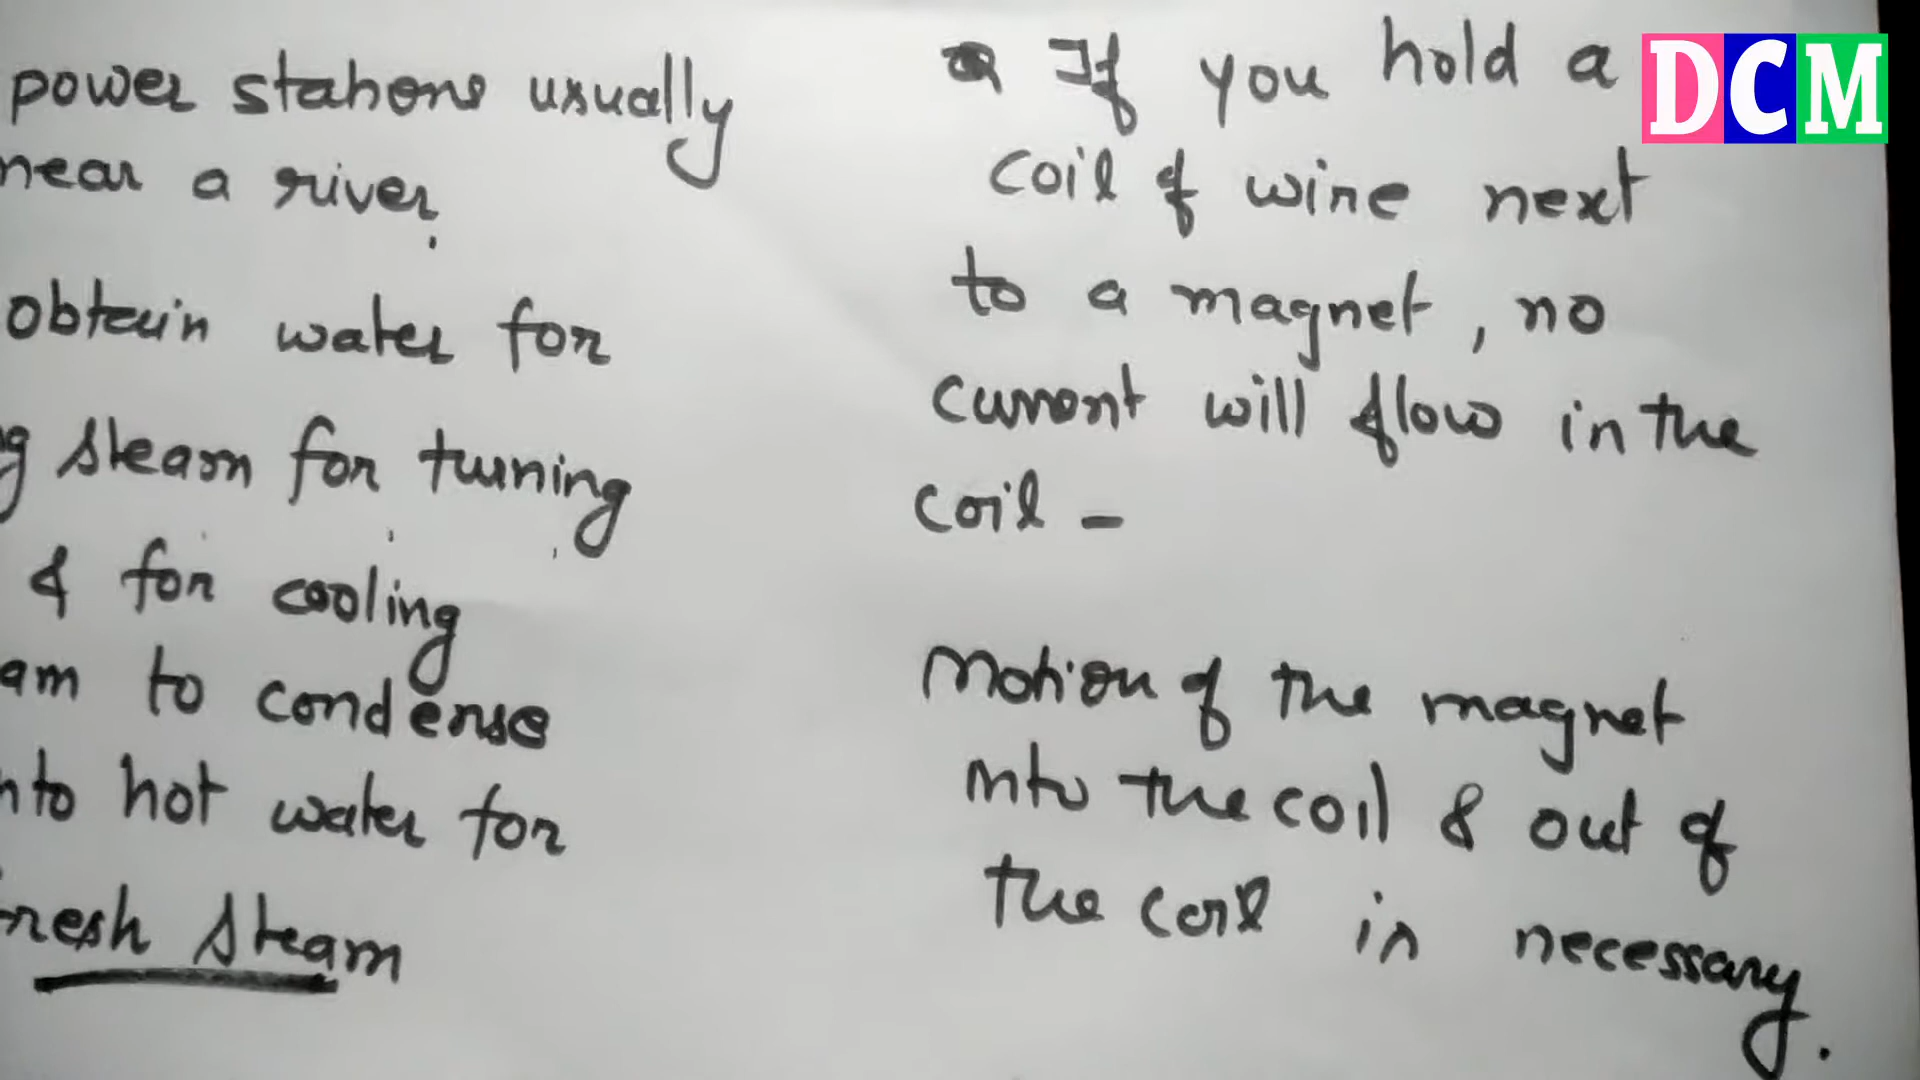 power stations usually
near a river.
obtain water for
g steam for turning
& for cooling
am to condense
nto hot water for
fresh steam
If you hold a
coil of wire next
to a magnet, no
current will flow in the
coil -
Motion of the magnet
into the coil & out of
the coil is necessary.
DCM